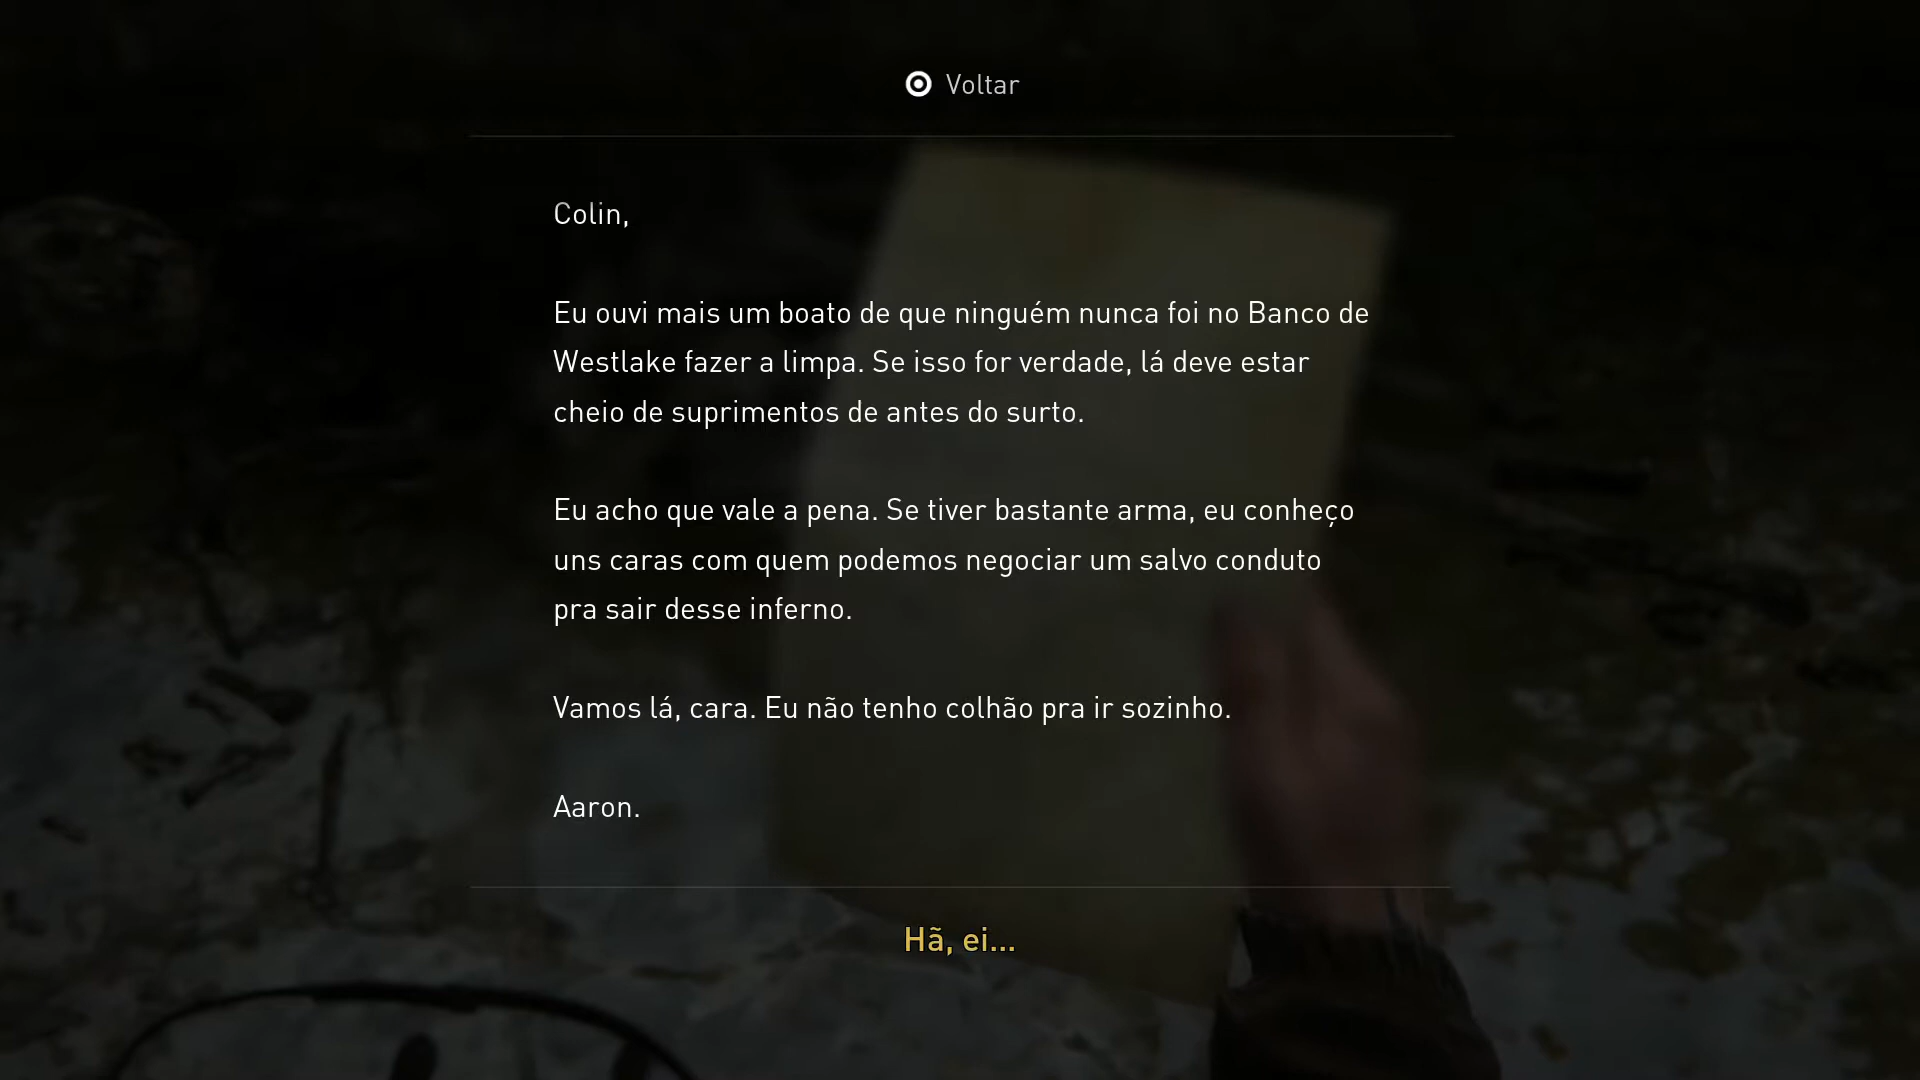 Voltar
Colin,
Eu ouvi mais um boato de que ninguém nunca foi no Banco de
Westlake fazer a limpa. Se isso for verdade, lá deve estar
cheio de suprimentos de antes do surto.
Eu acho que vale a pena. Se tiver bastante arma, eu conheço
uns caras com quem podemos negociar um salvo conduto
pra sair desse inferno.
Vamos lá, cara. Eu não tenho colhão pra ir sozinho.
Aaron.
Hã, ei...